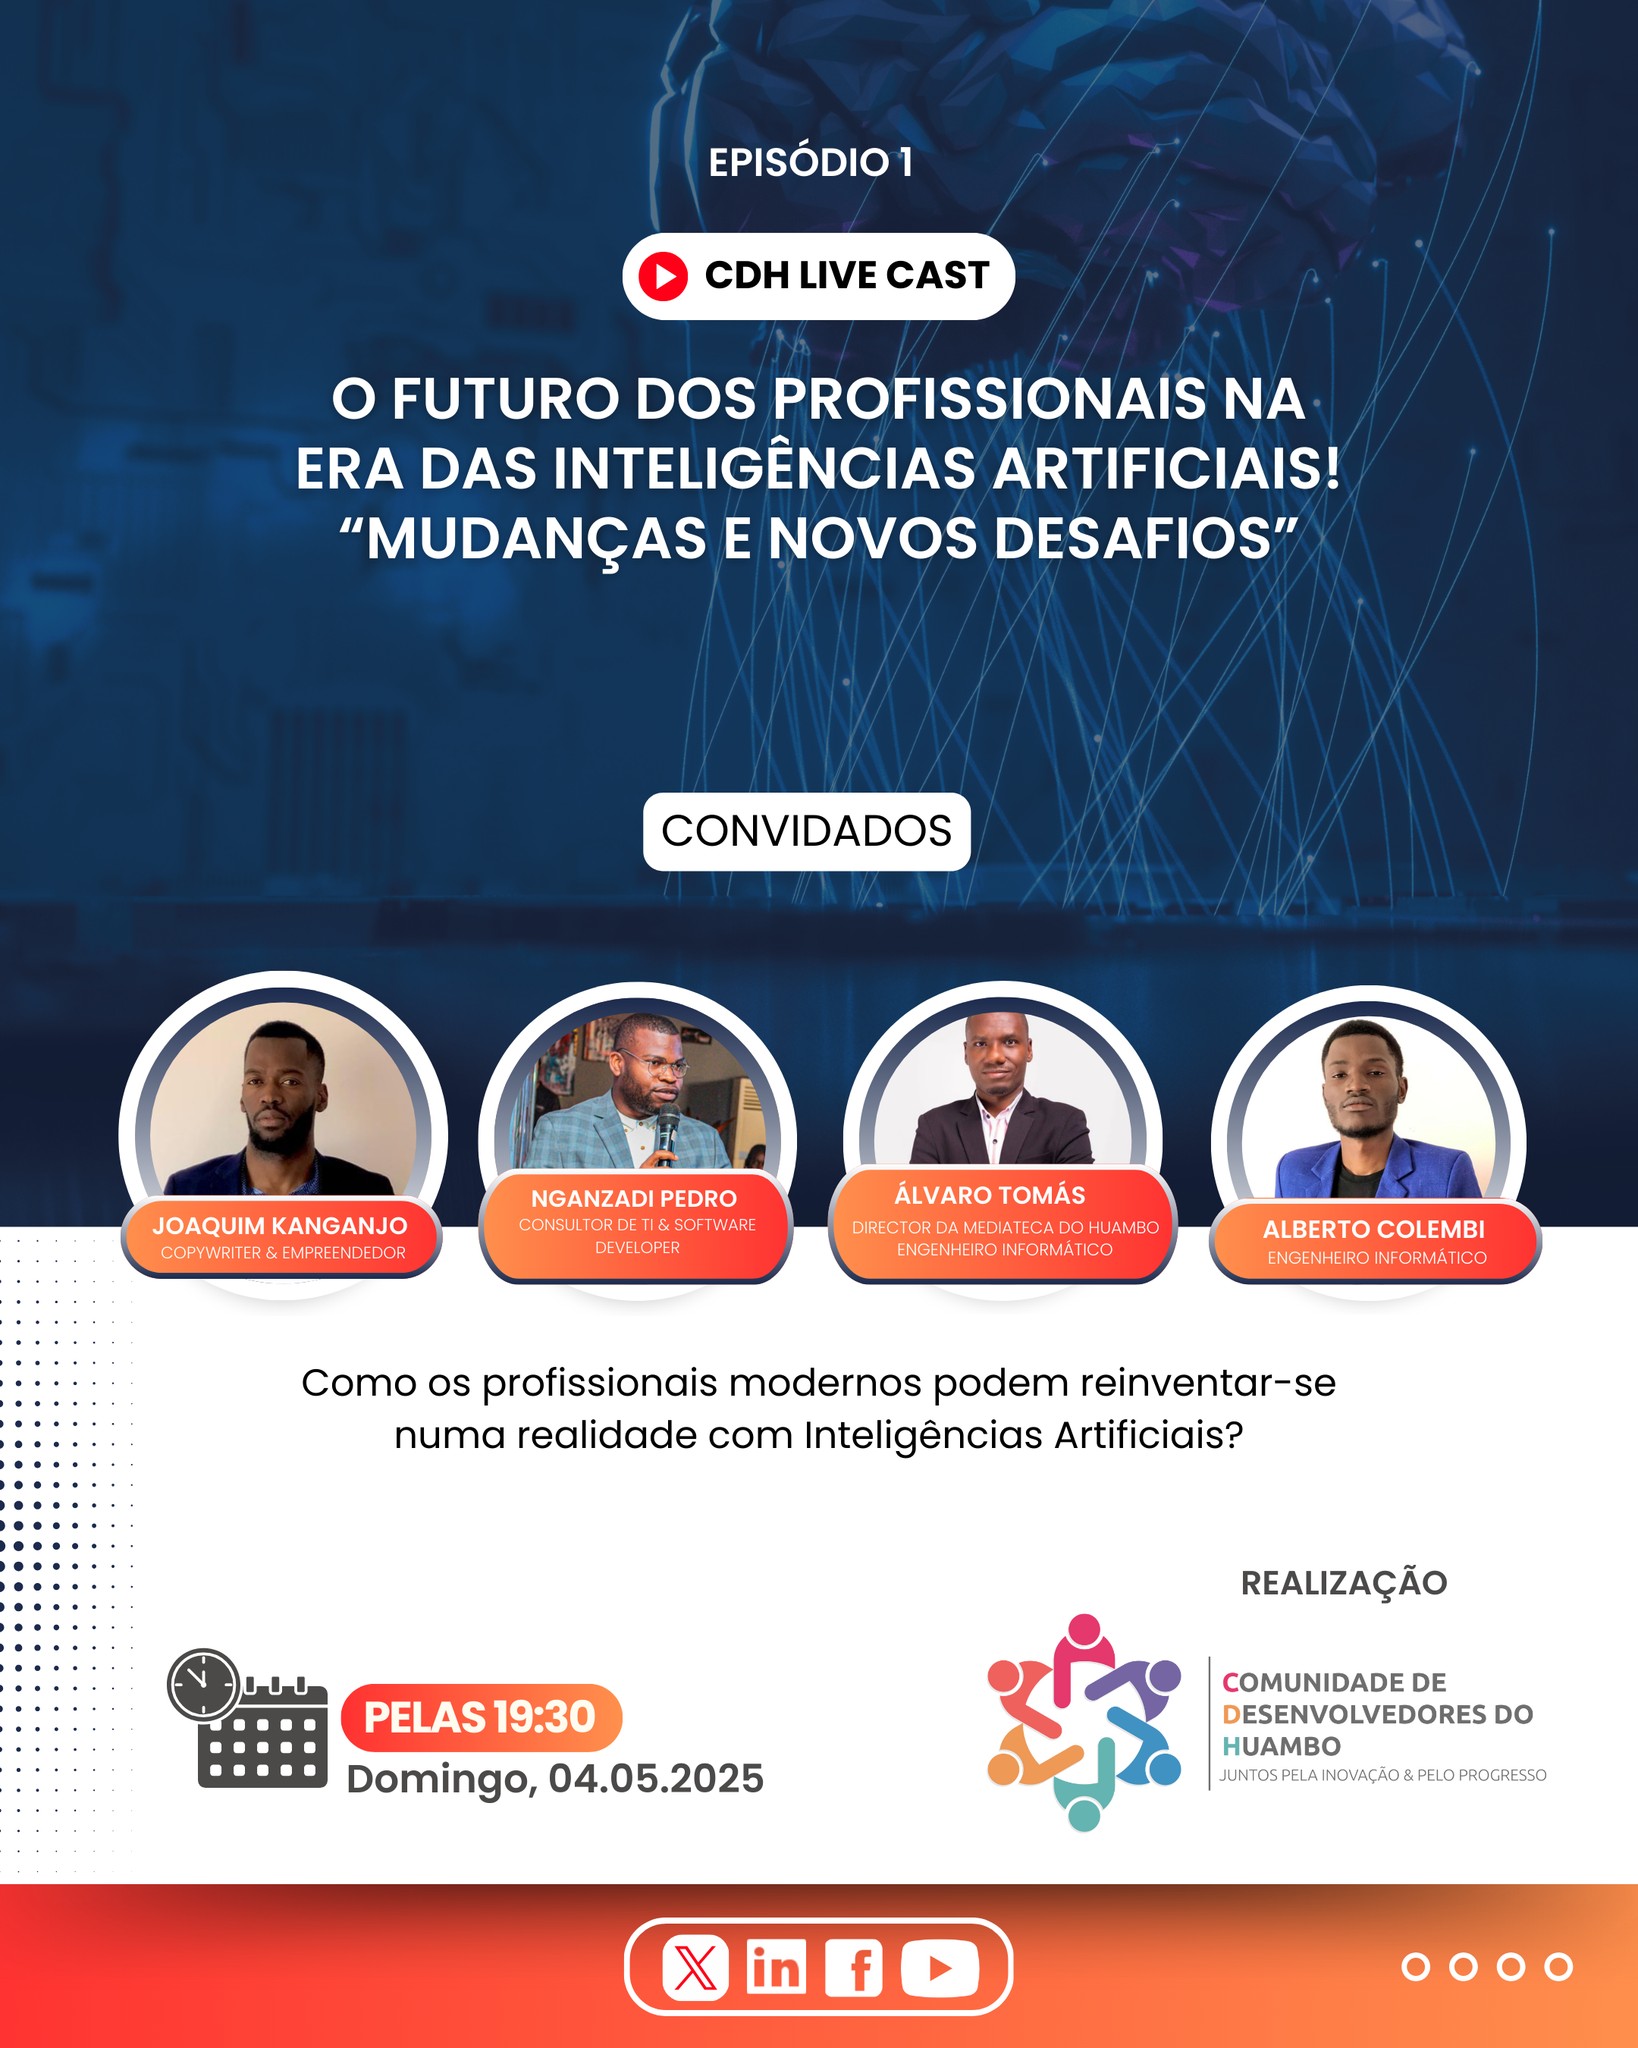 EPISÓDIO 1
CDH LIVE CAST
O FUTURO DOS PROFISSIONAIS NA
ERA DAS INTELIGÊNCIAS ARTIFICIAIS!
“MUDANÇAS E NOVOS DESAFIOS”
CONVIDADOS
JOAQUIM KANGANJO
COPYWRITER & EMPREENDEDOR
NGANZADI PEDRO
CONSULTOR DE TI & SOFTWARE
DEVELOPER
ÁLVARO TOMÁS
DIRECTOR DA MEDIATECA DO HUAMBO
ENGENHEIRO INFORMÁTICO
ALBERTO COLEMBI
ENGENHEIRO INFORMÁTICO
Como os profissionais modernos podem reinventar-se
numa realidade com Inteligências Artificiais?
PELAS 19:30
Domingo, 04.05.2025
REALIZAÇÃO
COMUNIDADE DE
DESENVOLVEDORES DO
HUAMBO
JUNTOS PELA INOVAÇÃO & PELO PROGRESSO